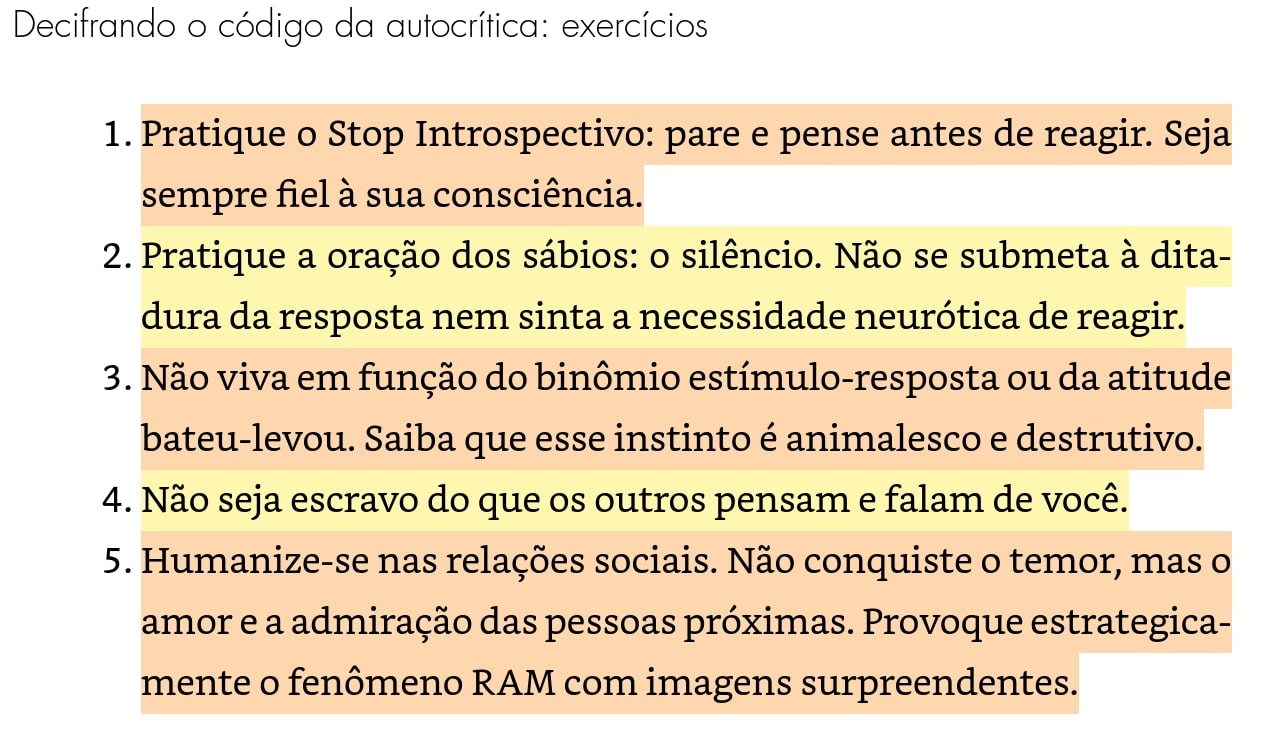 Decifrando o código da autocrítica: exercícios
1. Pratique o Stop Introspectivo: pare e pense antes de reagir. Seja
sempre fiel à sua consciência.
2. Pratique a oração dos sábios: o silêncio. Não se submeta à dita-
dura da resposta nem sinta a necessidade neurótica de reagir.
3. Não viva em função do binômio estímulo-resposta ou da atitude
bateu-levou. Saiba que esse instinto é animalesco e destrutivo.
4. Não seja escravo do que os outros pensam e falam de você.
5. Humanize-se nas relações sociais. Não conquiste o temor, mas o
amor e a admiração das pessoas próximas. Provoque estrategica-
mente o fenômeno RAM com imagens surpreendentes.